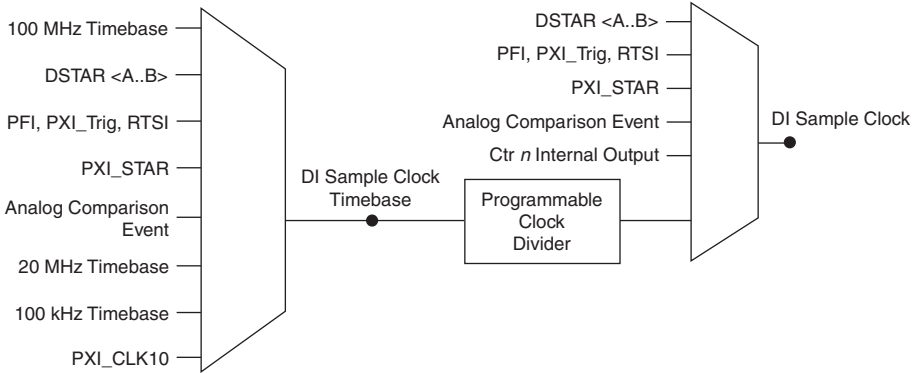 100 MHz Timebase
DSTAR <A..B>
PFI, PXI_Trig, RTSI
PXI_STAR
Analog Comparison
Event
20 MHz Timebase
100 kHz Timebase
PXI_CLK10
DI Sample Clock
Timebase
Programmable
Clock
Divider
DSTAR <A..B>
PFI, PXI_Trig, RTSI
PXI_STAR
Analog Comparison Event
Ctr n Internal Output
DI Sample Clock